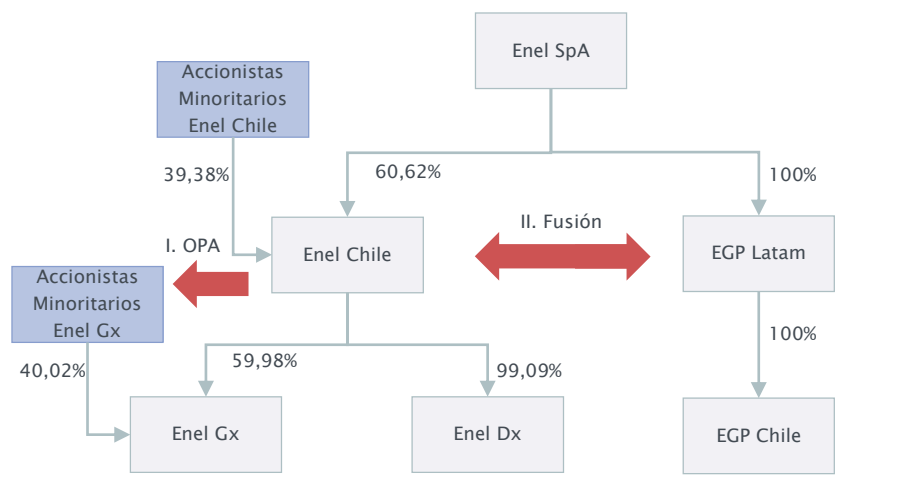 Enel SpA
Accionistas
Minoritarios
Enel Chile
39,38%
60,62%
100%
I. OPA
Enel Chile
II. Fusión
EGP Latam
Accionistas
Minoritarios
Enel Gx
40,02%
59,98%
99,09%
100%
Enel Gx
Enel Dx
EGP Chile